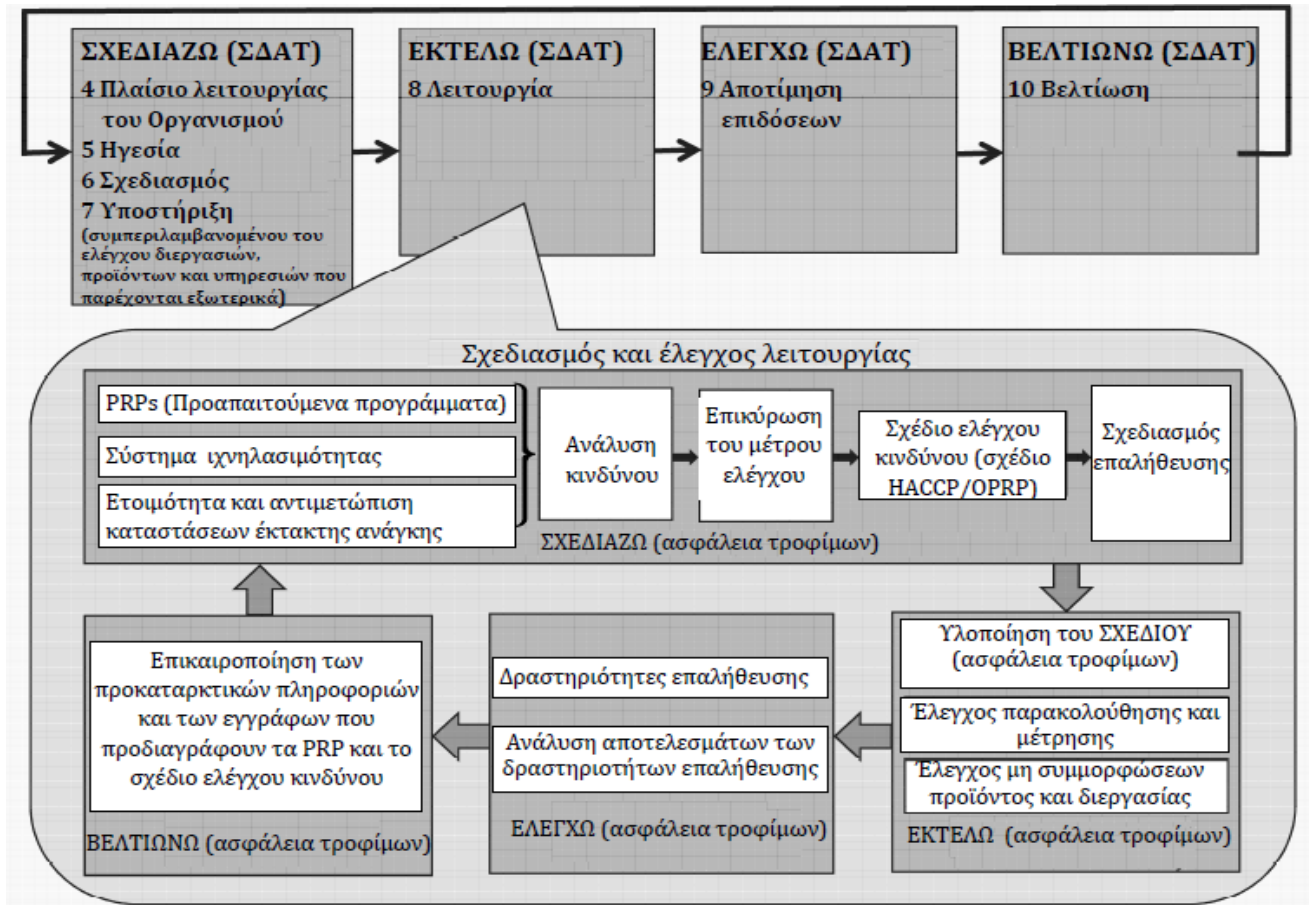 ΣΧΕΔΙΑΖΩ (ΣΔΑΤ)
4 Πλαίσιο λειτουργίας
του Οργανισμού
5 Ηγεσία
6 Σχεδιασμός
7 Υποστήριξη
(συμπεριλαμβανομένου του
ελέγχου διεργασιών,
προϊόντων και υπηρεσιών που
παρέχονται εξωτερικά)
ΕΚΤΕΛΩ (ΣΔΑΤ)
8 Λειτουργία
ΕΛΕΓΧΩ (ΣΔΑΤ)
9 Αποτίμηση
επιδόσεων
ΒΕΛΤΙΩΝΩ (ΣΔΑΤ)
10 Βελτίωση
Σχεδιασμός και έλεγχος λειτουργίας
PRPs (Προαπαιτούμενα προγράμματα)
Σύστημα ιχνηλασιμότητας
Ετοιμότητα και αντιμετώπιση
καταστάσεων έκτακτης ανάγκης
Ανάλυση
κινδύνου
Επικύρωση
του μέτρου
ελέγχου
Σχέδιο ελέγχου
κινδύνου (σχέδιο
HACCP/OPRP)
Σχεδιασμός
επαλήθευσης
ΣΧΕΔΙΑΖΩ (ασφάλεια τροφίμων)
Υλοποίηση του ΣΧΕΔΙΟΥ
(ασφάλεια τροφίμων)
Έλεγχος παρακολούθησης και
μέτρησης
Έλεγχος μη συμμορφώσεων
προϊόντος και διεργασίας
ΕΚΤΕΛΩ (ασφάλεια τροφίμων)
Δραστηριότητες επαλήθευσης
Ανάλυση αποτελεσμάτων των
δραστηριοτήτων επαλήθευσης
ΕΛΕΓΧΩ (ασφάλεια τροφίμων)
Επικαιροποίηση των
προκαταρκτικών πληροφοριών
και των εγγράφων που
προδιαγράφουν τα PRP και το
σχέδιο ελέγχου κινδύνου
ΒΕΛΤΙΩΝΩ (ασφάλεια τροφίμων)